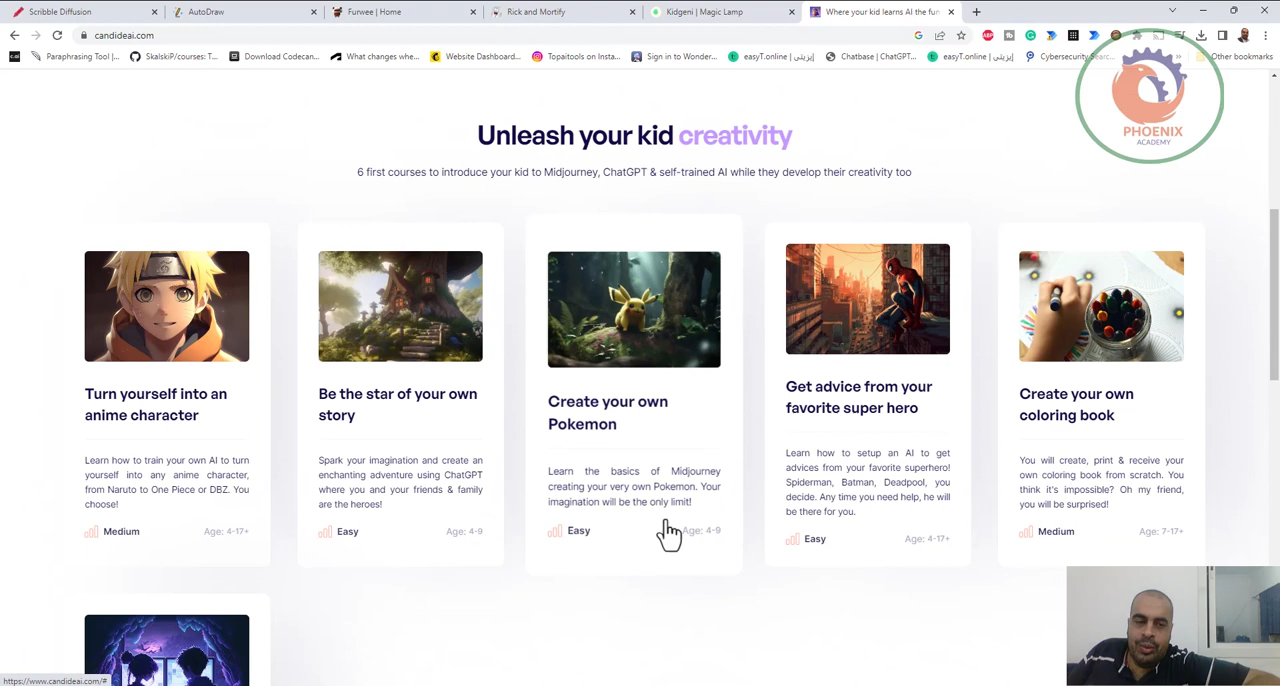 Scribble Diffusion
AutoDraw
Furwee | Home
Rick and Mortify
Kidgeni | Magic Lamp
Where your kid learns AI the fun
candideai.com
Paraphrasing Tool |...
SkalskiP/courses: T...
Download Codecan...
What changes whe...
Website Dashboard...
Topaitools on Insta...
Sign in to Wonder...
easyT.online | إيزيتي
Chatbase | ChatGPT...
easyT.online | إيزيتي
Other bookmarks
PHOENIX
ACADEMY
Unleash your kid creativity
6 first courses to introduce your kid to Midjourney, ChatGPT & self-trained AI while they develop their creativity too
Turn yourself into an
anime character
Learn how to train your own AI to turn
yourself into any anime character,
from Naruto to One Piece or DBZ. You
choose!
Medium
Age: 4-17+
Be the star of your own
story
Spark your imagination and create an
enchanting adventure using ChatGPT
where you and your friends & family
are the heroes!
Easy
Age: 4-9
Create your own
Pokemon
Learn the basics of Midjourney
creating your very own Pokemon. Your
imagination will be the only limit!
Easy
Age: 4-9
Get advice from your
favorite super hero
Learn how to setup an AI to get
advices from your favorite superhero!
Spiderman, Batman, Deadpool, you
decide. Any time you need help, he will
be there for you.
Easy
Age: 4-17+
Create your own
coloring book
You will create, print & receive your
own coloring book from scratch. You
think it's impossible? Oh my friend,
you will be surprised!
Medium
Age: 7-17+
https://www.candideai.com/#